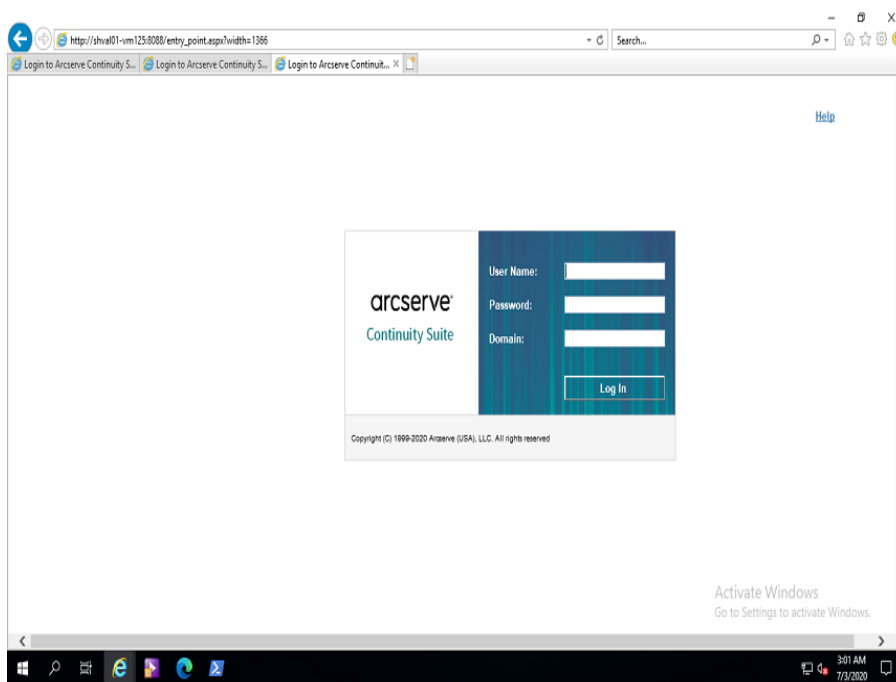 http://shval01-vm125:8088/entry_point.aspx?width=1366
Search...
Login to Arcserve Continuity S...
Login to Arcserve Continuity S...
Login to Arcserve Continuit...
Help
arcserve®
Continuity Suite
User Name:
Password:
Domain:
Log In
Copyright (C) 1999-2020 Arcserve (USA), LLC. All rights reserved
Activate Windows
Go to Settings to activate Windows.
3:01 AM
7/3/2020